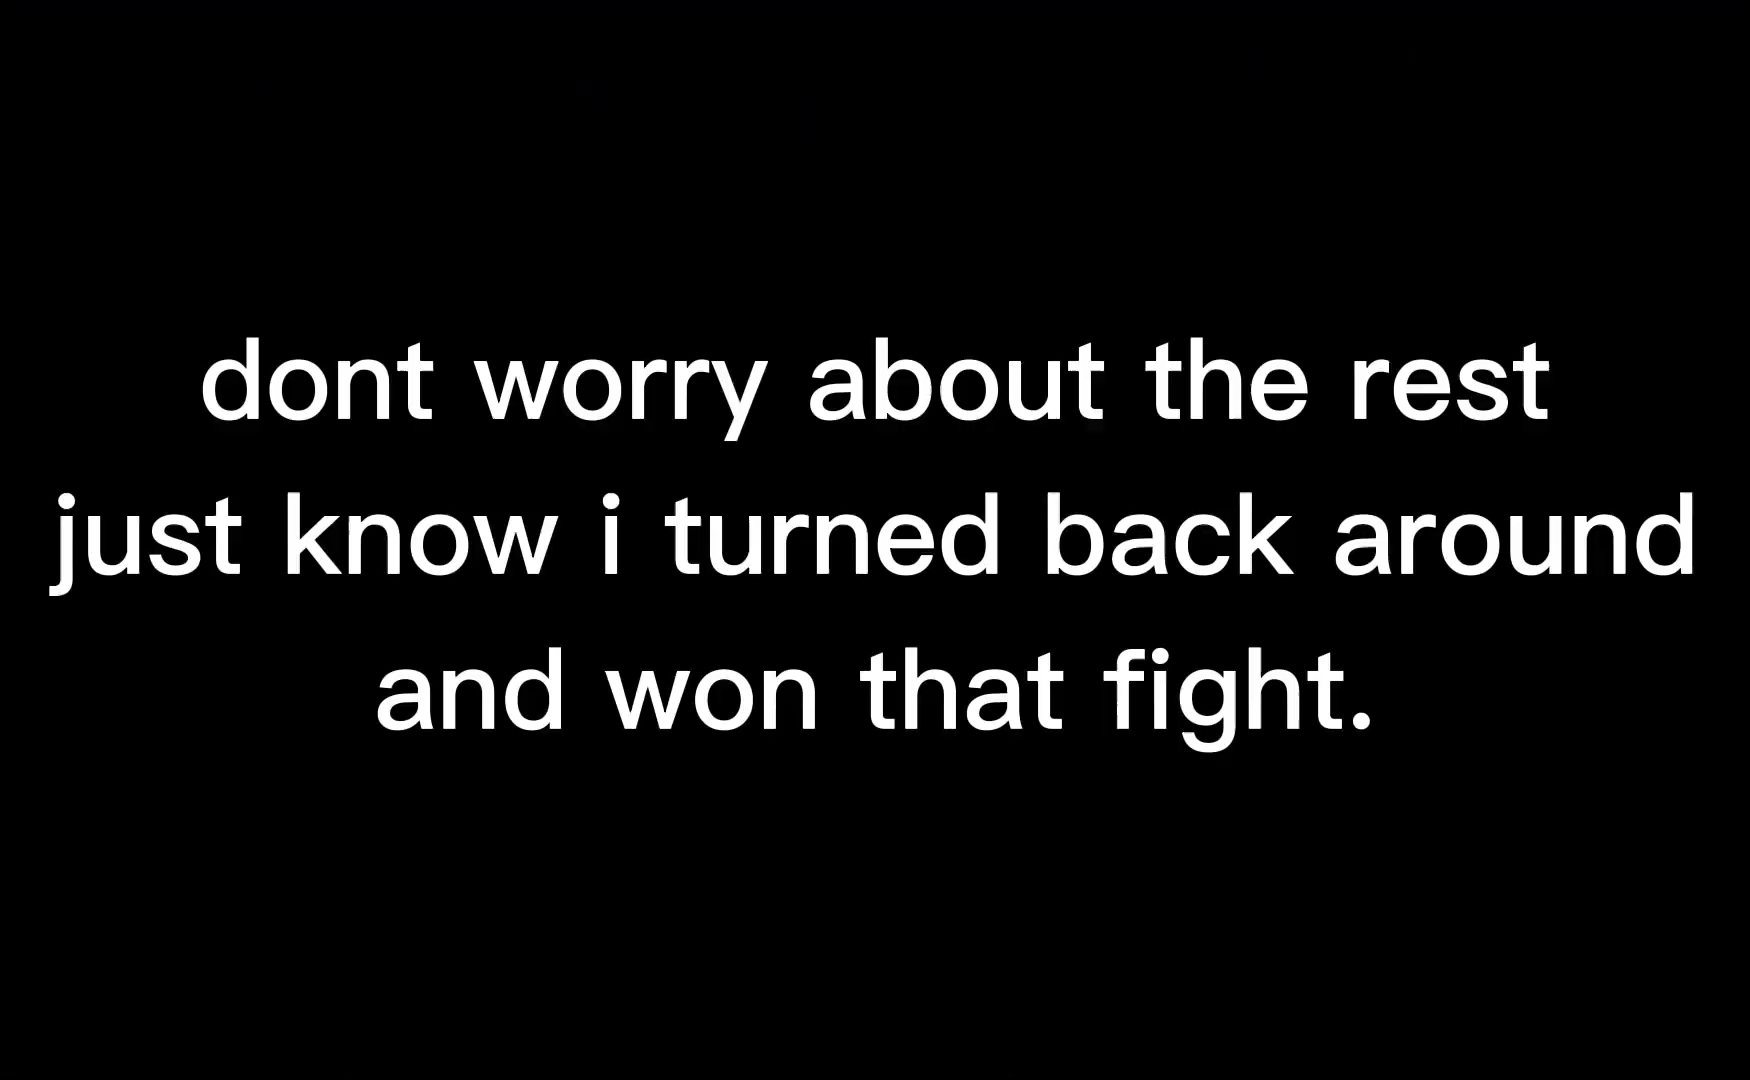 dont worry about the rest
just know i turned back around
and won that fight.